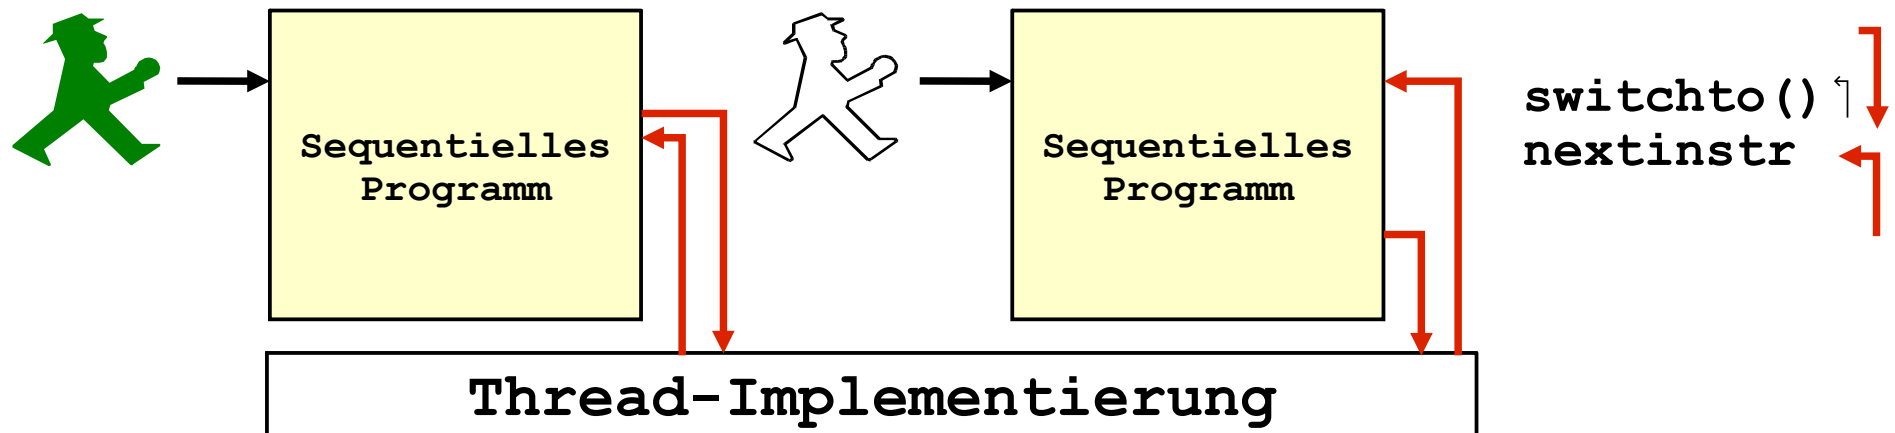 Sequentielles
Programm
Sequentielles
Programm
switchto()
nextinstr
Thread-Implementierung